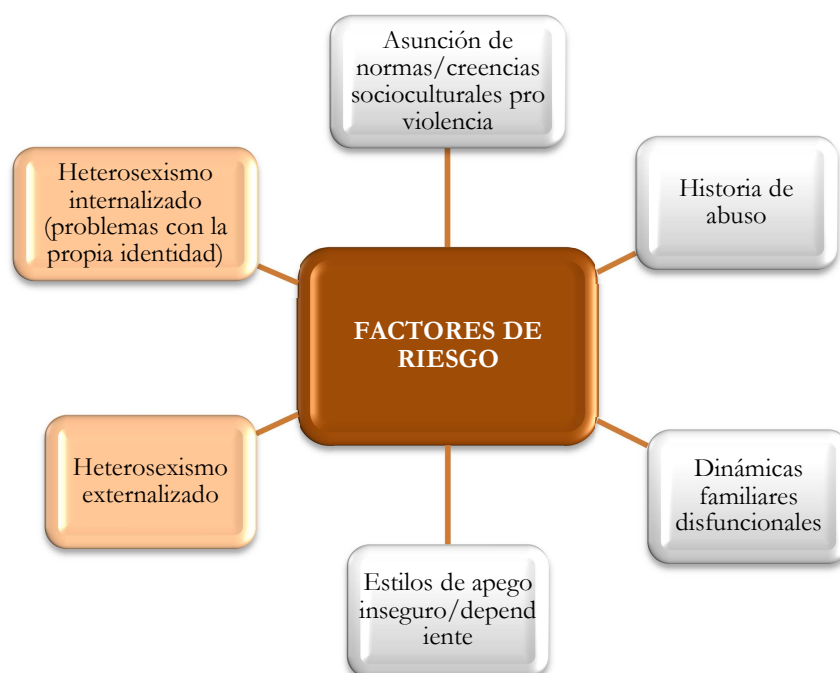 Asunción de
normas/creencias
socioculturales pro
violencia
Heterosexismo
internalizado
(problemas con la
propia identidad)
Historia de
abuso
FACTORES DE
RIESGO
Heterosexismo
externalizado
Dinámicas
familiares
disfuncionales
Estilos de apego
inseguro/depend
iente